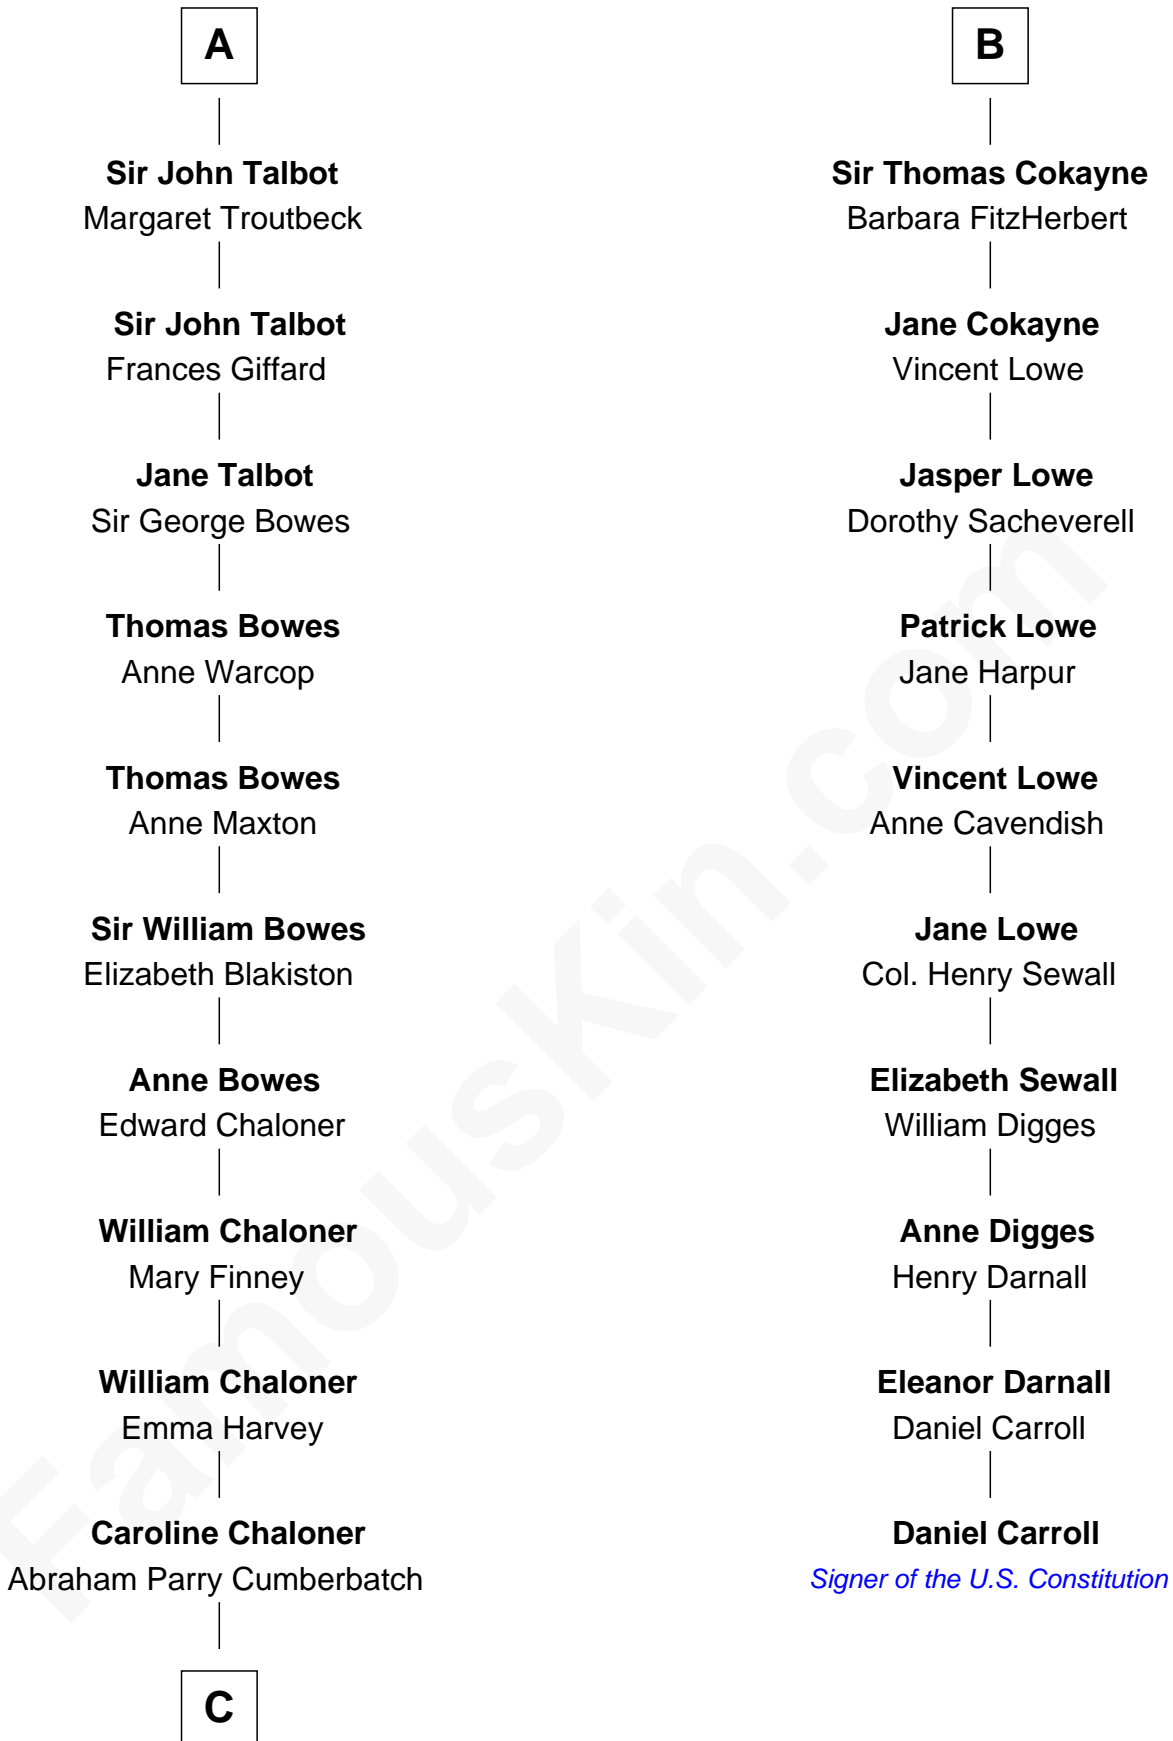 A
Sir John Talbot
Margaret Troutbeck
Sir John Talbot
Frances Giffard
Jane Talbot
Sir George Bowes
Thomas Bowes
Anne Warcop
Thomas Bowes
Anne Maxton
Sir William Bowes
Elizabeth Blakiston
Anne Bowes
Edward Chaloner
William Chaloner
Mary Finney
William Chaloner
Emma Harvey
Caroline Chaloner
Abraham Parry Cumberbatch
C
B
Sir Thomas Cokayne
Barbara FitzHerbert
Jane Cokayne
Vincent Lowe
Jasper Lowe
Dorothy Sacheverell
Patrick Lowe
Jane Harpur
Vincent Lowe
Anne Cavendish
Jane Lowe
Col. Henry Sewall
Elizabeth Sewall
William Digges
Anne Digges
Henry Darnall
Eleanor Darnall
Daniel Carroll
Daniel Carroll
Signer of the U.S. Constitution
FamousKin.com